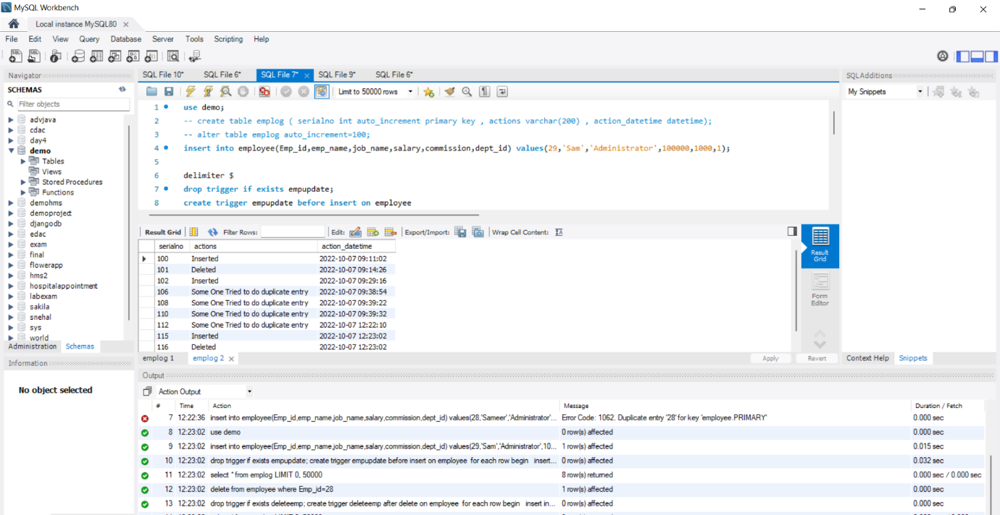 MySQL Workbench
Local instance MySQL80
File Edit View Query Database Server Tools Scripting Help
Navigator
SCHEMAS
Filter objects
advjava
cdac
day4
demo
Tables
Views
Stored Procedures
Functions
demohms
demoproject
djangodb
edac
exam
final
flowerapp
hms2
hospitalappointment
labexam
sakila
snehal
sys
world
Administration Schemas
Information
No object selected
SQL File 10* SQL File 6* SQL File 7* SQL File 9* SQL File 6*
Limit to 50000 rows
1 use demo;
2 -- create table emplog ( serialno int auto_increment primary key , actions varchar(200) , action_datetime datetime);
3 -- alter table emplog auto_increment=100;
4 insert into employee(Emp_id,emp_name,job_name,salary,commission,dept_id) values(29,'Sam','Administrator',100000,1000,1);
5
6 delimiter $
7 drop trigger if exists empupdate;
8 create trigger empupdate before insert on employee
Result Grid Filter Rows: Edit: Export/Import: Wrap Cell Content:
serialno actions action_datetime
100 Inserted 2022-10-07 09:11:02
101 Deleted 2022-10-07 09:14:26
102 Inserted 2022-10-07 09:29:16
106 Some One Tried to do duplicate entry 2022-10-07 09:38:54
108 Some One Tried to do duplicate entry 2022-10-07 09:39:22
110 Some One Tried to do duplicate entry 2022-10-07 09:39:32
112 Some One Tried to do duplicate entry 2022-10-07 12:22:10
115 Inserted 2022-10-07 12:23:02
116 Deleted 2022-10-07 12:23:02
Result Grid
Form Editor
emplog 1 emplog 2 Apply Revert
SQLAdditions
My Snippets
Context Help Snippets
Output
Action Output
# Time Action Message Duration / Fetch
7 12:22:36 insert into employee(Emp_id,emp_name,job_name,salary,commission,dept_id) values(28,'Sameer','Administrator'... Error Code: 1062. Duplicate entry '28' for key 'employee.PRIMARY' 0.000 sec
8 12:23:02 use demo 0 row(s) affected 0.000 sec
9 12:23:02 insert into employee(Emp_id,emp_name,job_name,salary,commission,dept_id) values(29,'Sam','Administrator',10... 1 row(s) affected 0.015 sec
10 12:23:02 drop trigger if exists empupdate; create trigger empupdate before insert on employee for each row begin insert... 0 row(s) affected 0.032 sec
11 12:23:02 select * from emplog LIMIT 0, 50000 8 row(s) returned 0.000 sec / 0.000 sec
12 12:23:02 delete from employee where Emp_id=28 1 row(s) affected 0.000 sec
13 12:23:02 drop trigger if exists deleteemp; create trigger deleteemp after delete on employee for each row begin insert in... 0 row(s) affected 0.000 sec